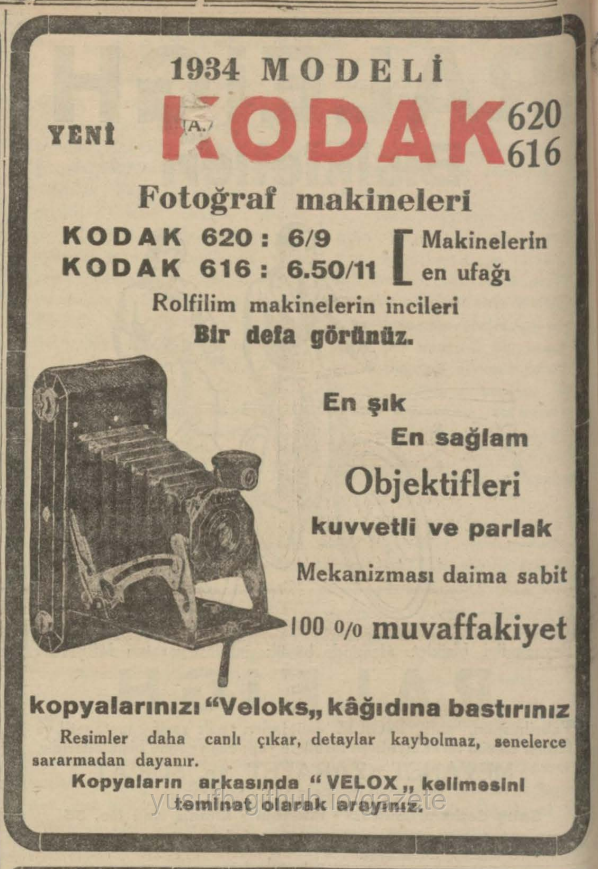 1934 MODELİ
YENİ KODAK 620 616
Fotoğraf makineleri
KODAK 620 : 6/9 [ Makinelerin
KODAK 616 : 6.50/11 en ufağı
Rolfilim makinelerin incileri
Bir defa görünüz.
En şık
En sağlam
Objektifleri
kuvvetli ve parlak
Mekanizması daima sabit
100 % muvaffakiyet
kopyalarınızı “Veloks„ kâğıdına bastırınız
Resimler daha canlı çıkar, detaylar kaybolmaz, senelerce
sararmadan dayanır.
Kopyaların arkasında “ VELOX „ kelimesini
teminat olarak arayınız.
yusufb.github.io/gazete